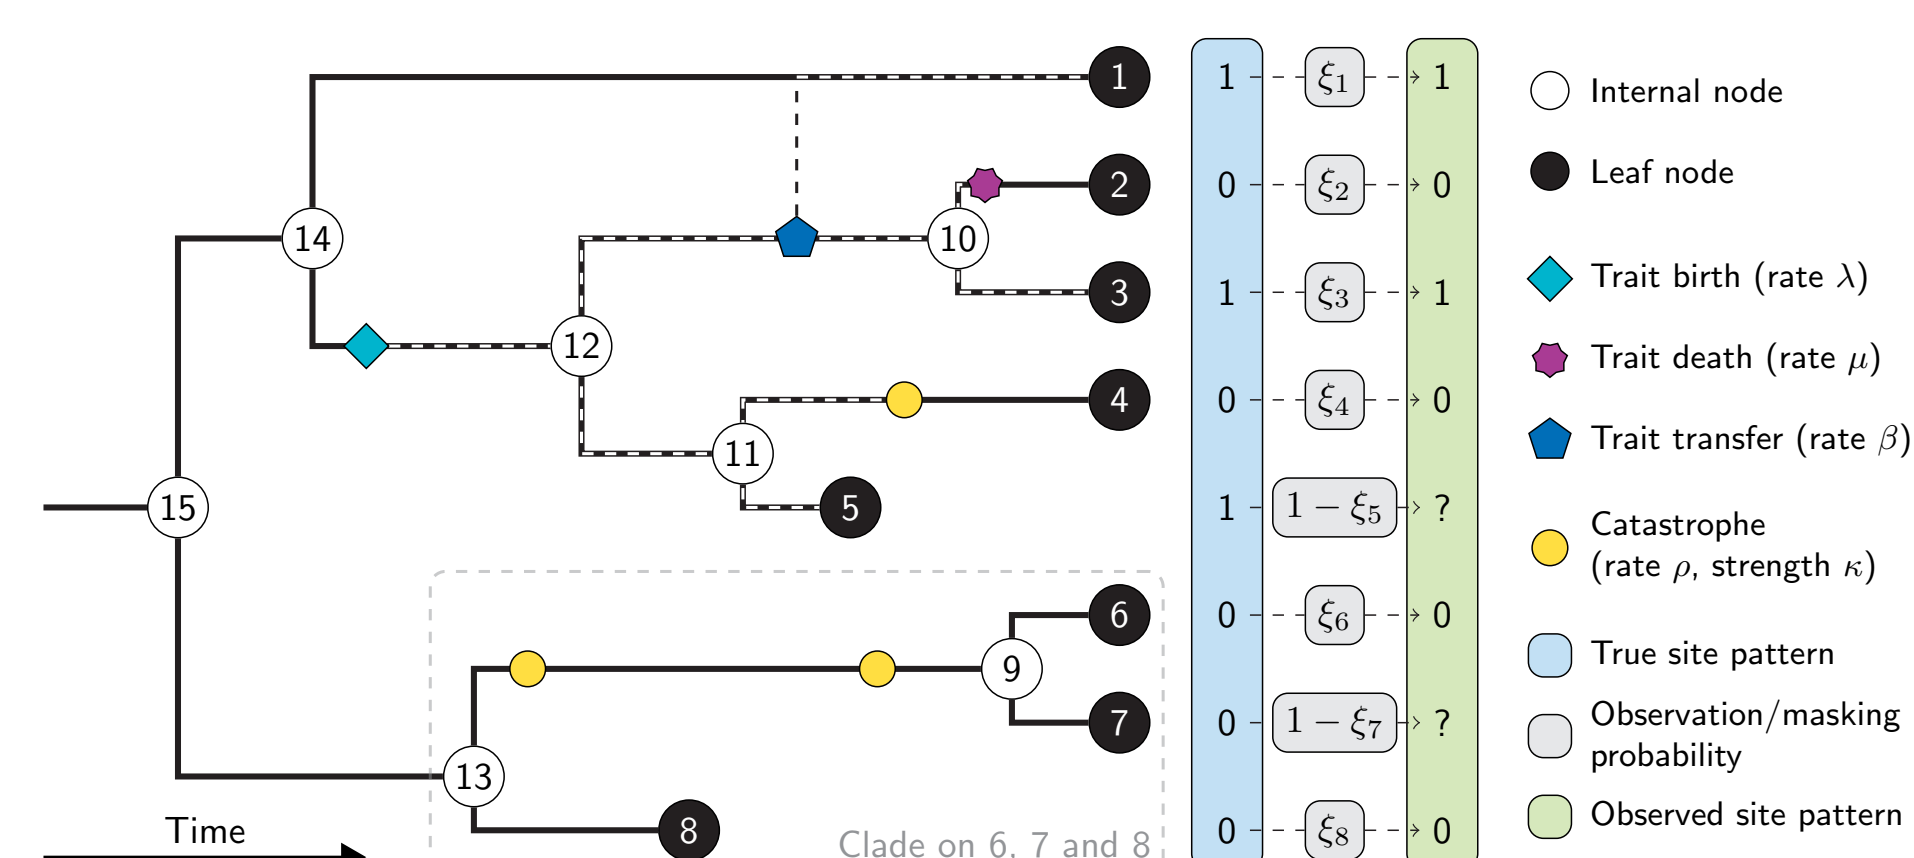 1 1 ξ1 1
Internal node
2 0 ξ2 0
Leaf node
14 10
3 1 ξ3 1
Trait birth (rate λ)
12
Trait death (rate μ)
4 0 ξ4 0
11
Trait transfer (rate β)
15 5 1 1 − ξ5 ?
Catastrophe
(rate ρ, strength κ)
6 0 ξ6 0
9
True site pattern
7 0 1 − ξ7 ?
Observation/masking
probability
13
8 0 ξ8 0
Observed site pattern
Time
Clade on 6, 7 and 8